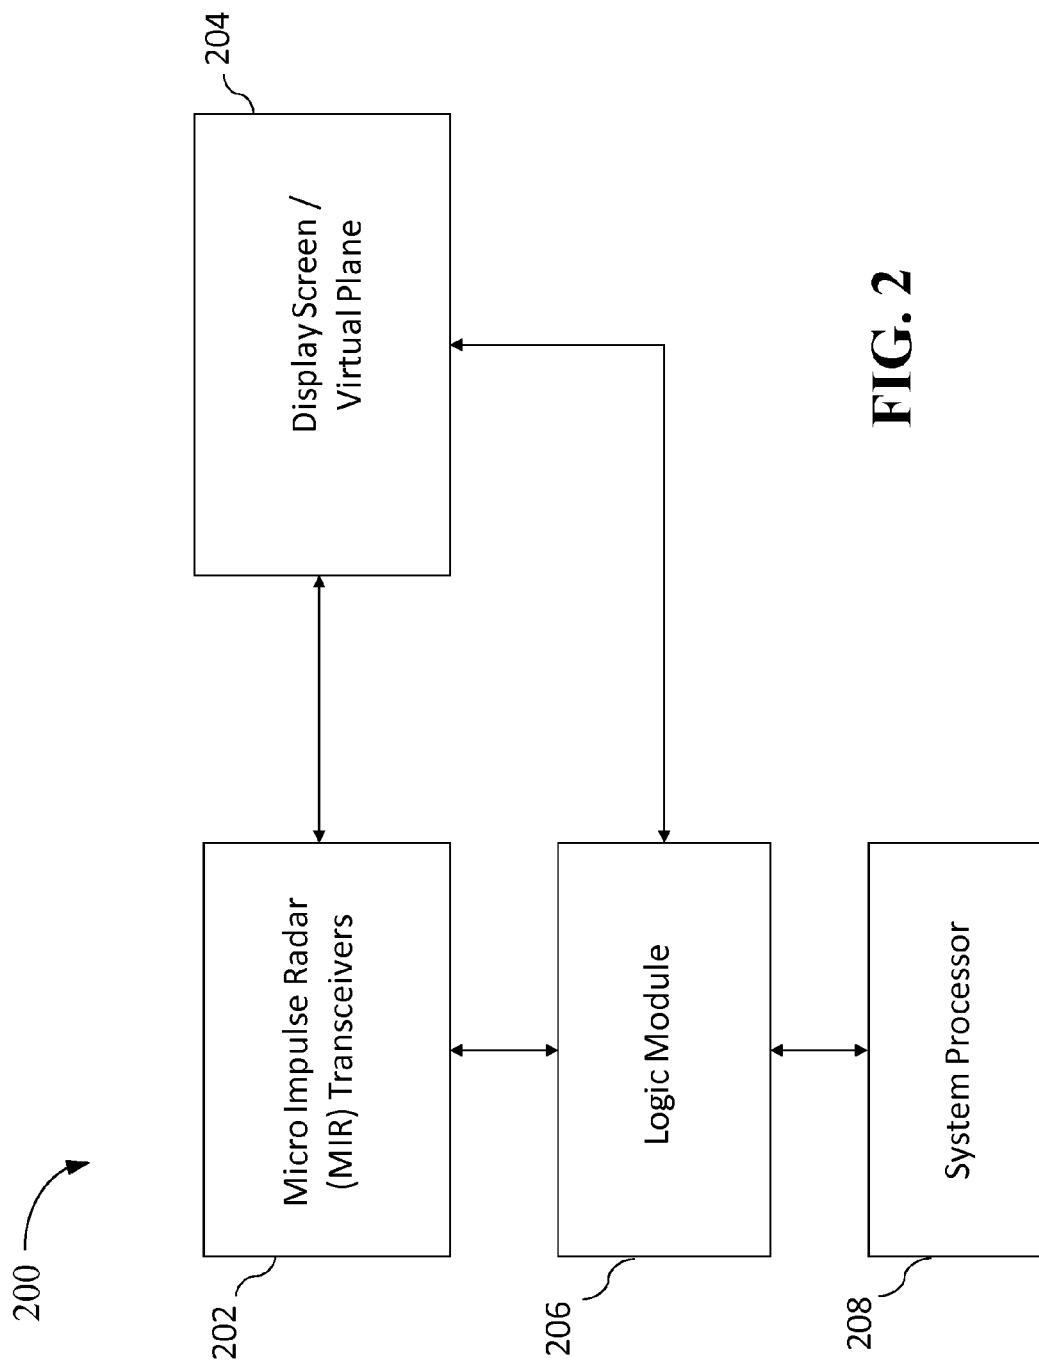 200
202
Micro Impulse Radar
(MIR) Transceivers
204
Display Screen /
Virtual Plane
206
Logic Module
208
System Processor
FIG. 2